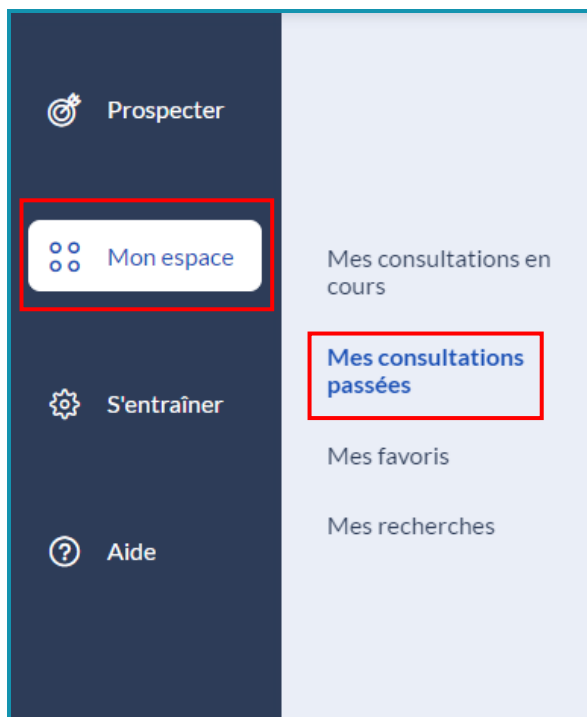 Prospecter
Mon espace
S'entraîner
Aide
Mes consultations en
cours
Mes consultations
passées
Mes favoris
Mes recherches